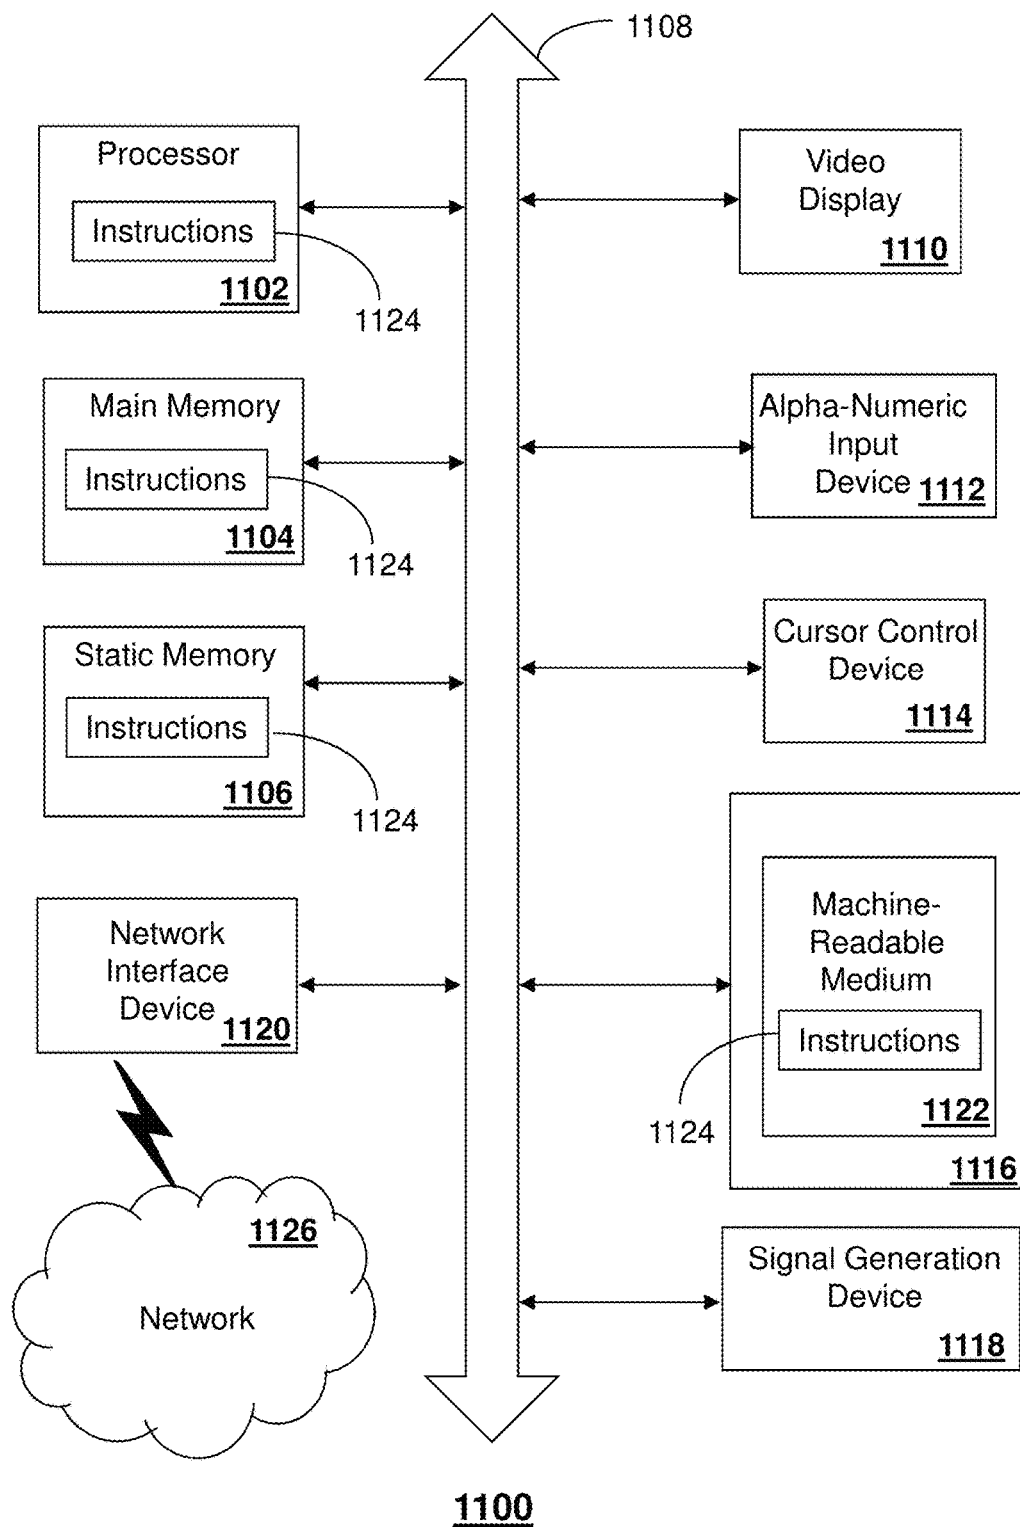 1108
Processor
Instructions
1102
1124
Main Memory
Instructions
1104
1124
Static Memory
Instructions
1106
1124
Network
Interface
Device
1120
1126
Network
Video
Display
1110
Alpha-Numeric
Input
Device
1112
Cursor Control
Device
1114
Machine-
Readable
Medium
Instructions
1122
1124
1116
Signal Generation
Device
1118
1100